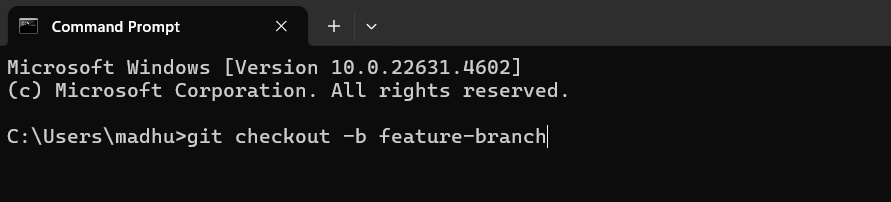 Command Prompt
Microsoft Windows [Version 10.0.22631.4602]
(c) Microsoft Corporation. All rights reserved.
C:\Users\madhu>git checkout -b feature-branch